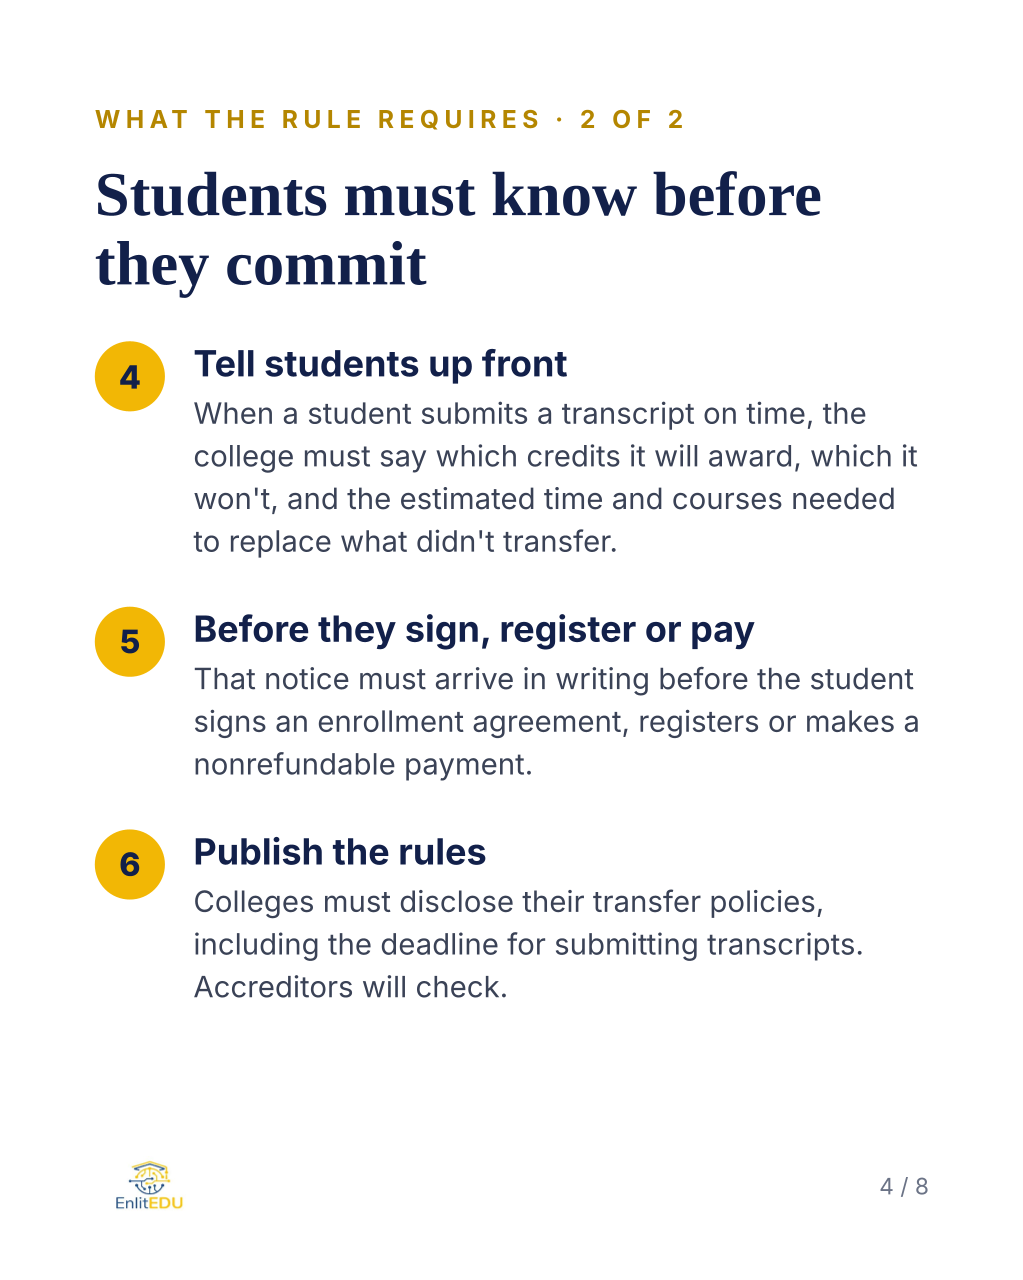 WHAT THE RULE REQUIRES · 2 OF 2
Students must know before
they commit
4
Tell students up front
When a student submits a transcript on time, the
college must say which credits it will award, which it
won't, and the estimated time and courses needed
to replace what didn't transfer.
5
Before they sign, register or pay
That notice must arrive in writing before the student
signs an enrollment agreement, registers or makes a
nonrefundable payment.
6
Publish the rules
Colleges must disclose their transfer policies,
including the deadline for submitting transcripts.
Accreditors will check.
EnlitEDU
4 / 8